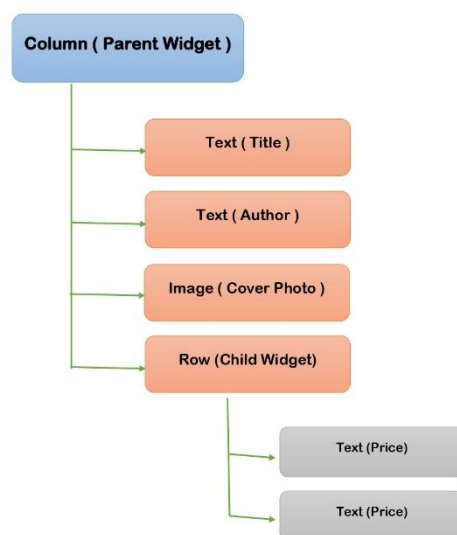 Column ( Parent Widget )
Text ( Title )
Text ( Author )
Image ( Cover Photo )
Row (Child Widget)
Text (Price)
Text (Price)